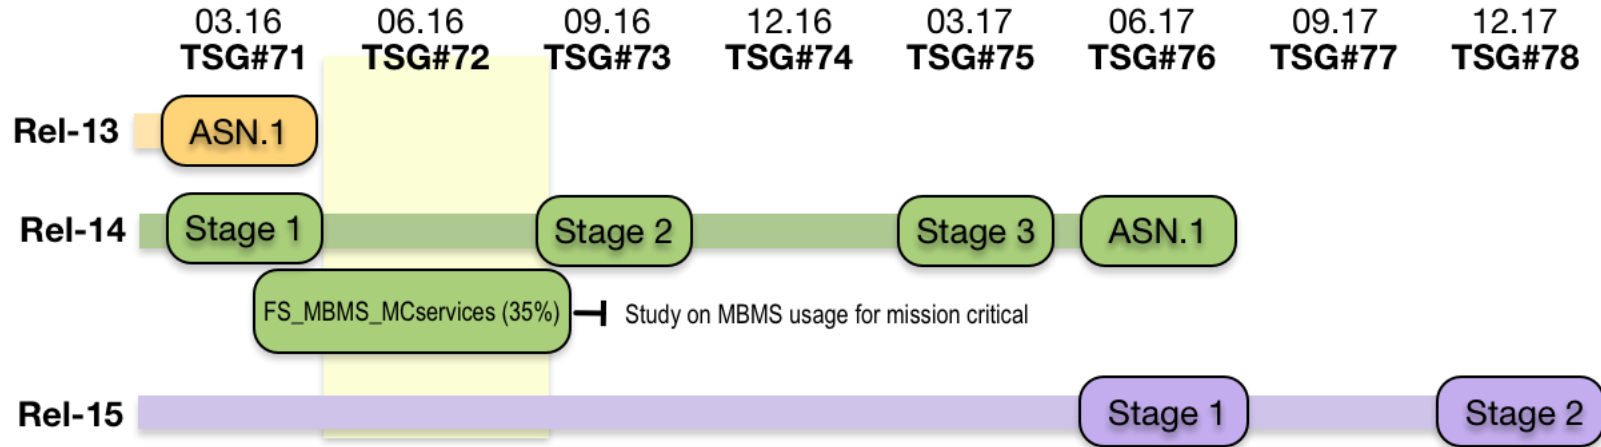 03.16 06.16 09.16 12.16 03.17 06.17 09.17 12.17
TSG#71 TSG#72 TSG#73 TSG#74 TSG#75 TSG#76 TSG#77 TSG#78
Rel-13 ASN.1
Rel-14 Stage 1 Stage 2 Stage 3 ASN.1
FS_MBMS_MCservices (35%) Study on MBMS usage for mission critical
Rel-15 Stage 1 Stage 2